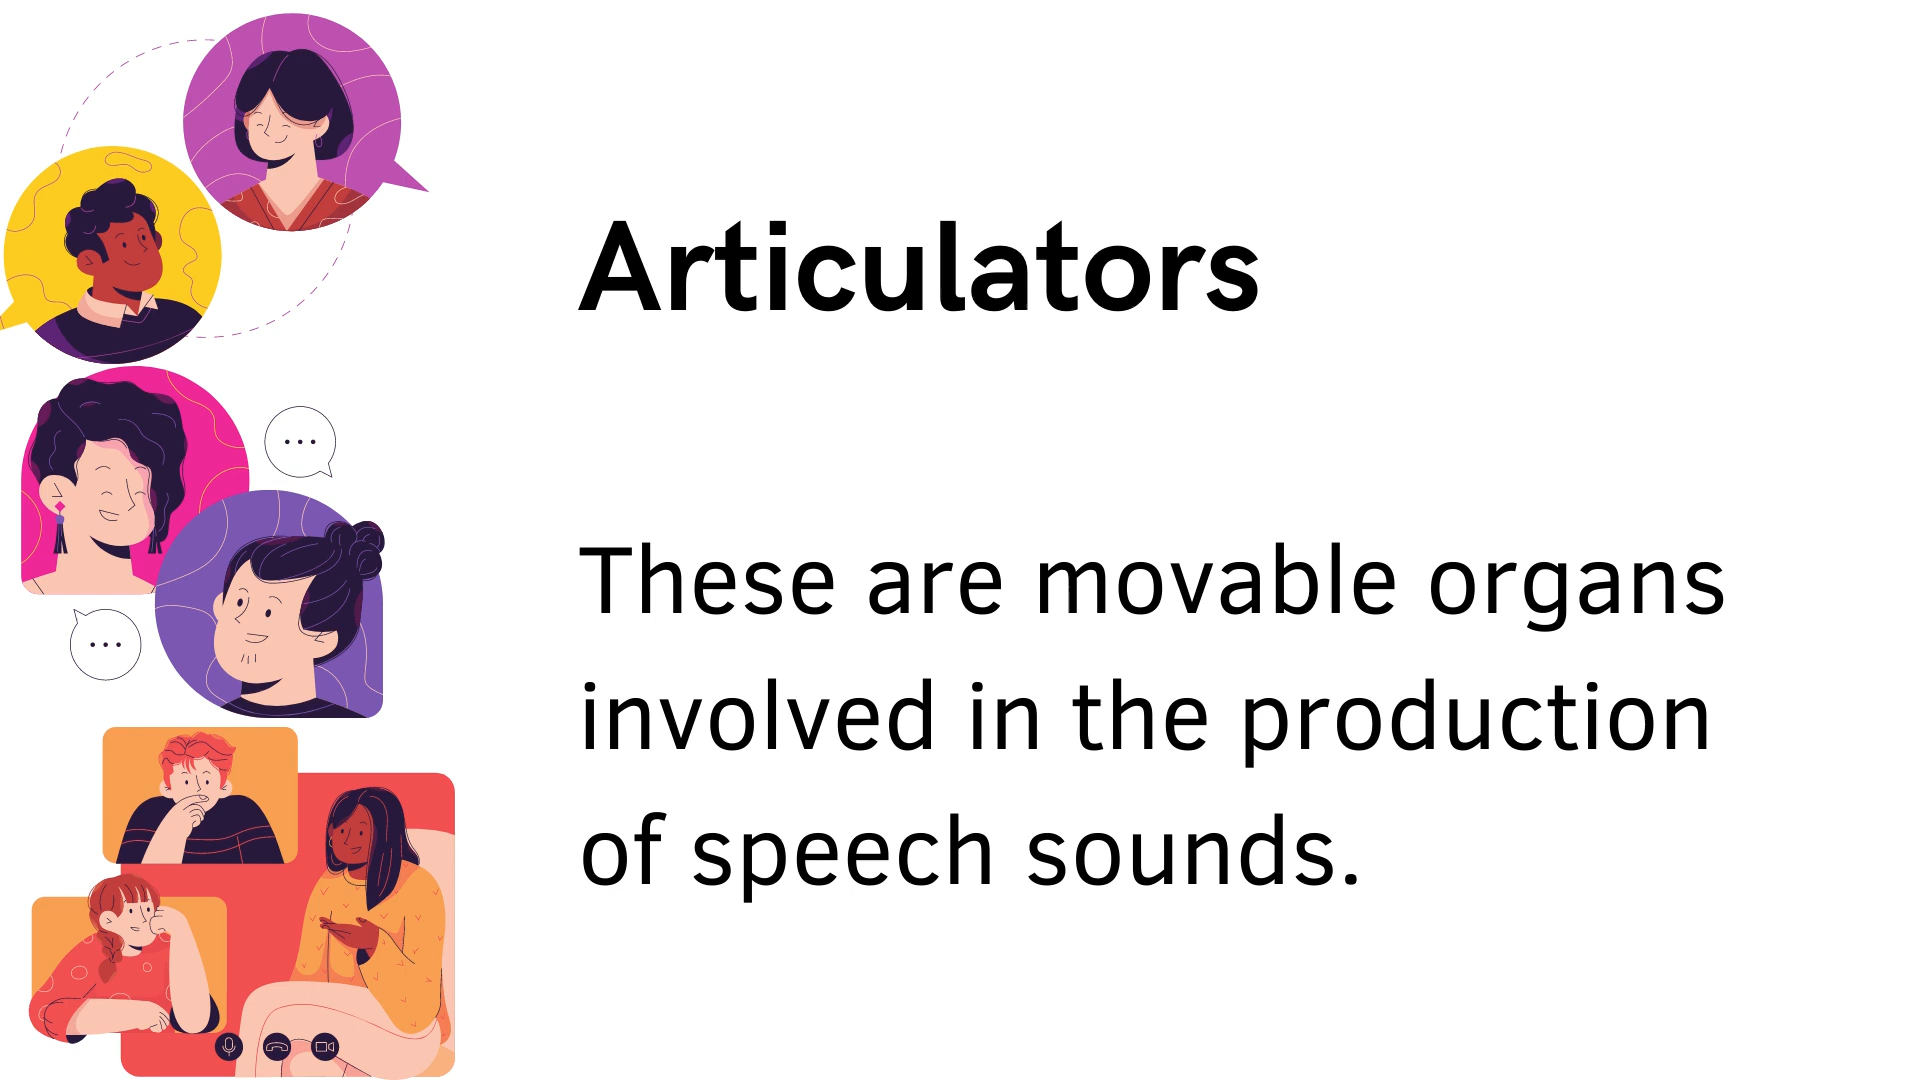 Articulators
These are movable organs
involved in the production
of speech sounds.